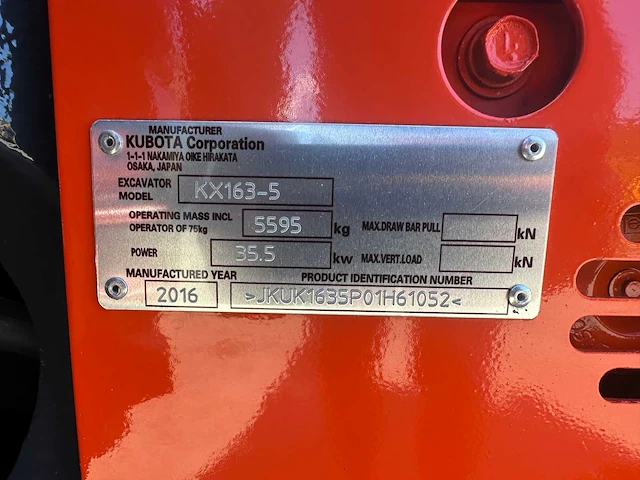 MANUFACTURER
KUBOTA Corporation
1-1-1 NAKAMIYA OIKE HIRAKATA
OSAKA, JAPAN
EXCAVATOR MODEL KX163-5
OPERATING MASS INCL OPERATOR OF 75kg 5595 kg MAX.DRAW BAR PULL kN
POWER 35.5 kw MAX.VERT.LOAD kN
MANUFACTURED YEAR PRODUCT IDENTIFICATION NUMBER
2016 >JKUK1635P01H61052<